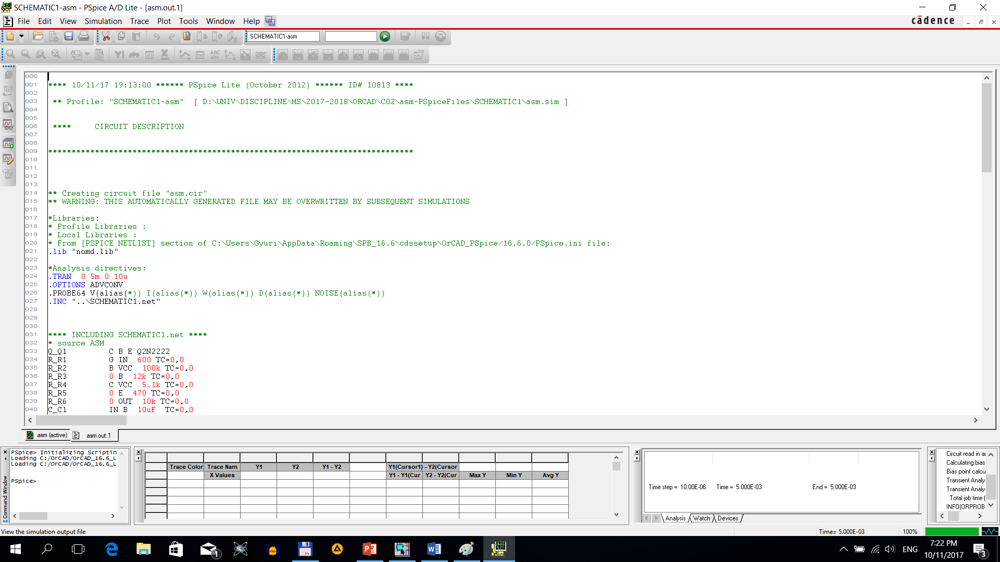 SCHEMATIC1-asm - PSpice A/D Lite - [asm.out.1]
File Edit View Simulation Trace Plot Tools Window Help
cādence
SCHEMATIC1-asm
000
001 **** 10/11/17 19:13:00 ****** PSpice Lite (October 2012) ****** ID# 10813 ****
002
003 ** Profile: "SCHEMATIC1-asm" [ D:\UNIV\DISCIPLINE\MS\2017-2018\ORCAD\C02\asm-PSpiceFiles\SCHEMATIC1\asm.sim ]
004
005
006 **** CIRCUIT DESCRIPTION
007
008
009 ******************************************************************************
010
011
012
013
014 ** Creating circuit file "asm.cir"
015 ** WARNING: THIS AUTOMATICALLY GENERATED FILE MAY BE OVERWRITTEN BY SUBSEQUENT SIMULATIONS
016
017 *Libraries:
018 * Profile Libraries :
019 * Local Libraries :
020 * From [PSPICE NETLIST] section of C:\Users\Gyuri\AppData\Roaming\SPB_16.6\cdssetup\OrCAD_PSpice/16.6.0/PSpice.ini file:
021 .lib "nomd.lib"
022
023 *Analysis directives:
024 .TRAN 0 5m 0 10u
025 .OPTIONS ADVCONV
026 .PROBE64 V(alias(*)) I(alias(*)) W(alias(*)) D(alias(*)) NOISE(alias(*))
027 .INC "..\SCHEMATIC1.net"
028
029
030
031 **** INCLUDING SCHEMATIC1.net ****
032 * source ASM
033 Q_Q1 C B E Q2N2222
034 R_R1 G IN 600 TC=0,0
035 R_R2 B VCC 100k TC=0,0
036 R_R3 0 B 12k TC=0,0
037 R_R4 C VCC 5.1k TC=0,0
038 R_R5 0 E 470 TC=0,0
039 R_R6 0 OUT 10k TC=0,0
040 C_C1 IN B 10uF TC=0,0
asm (active) asm.out.1
Command Window
PSpice> Initializing Scriptin
Loading C:/OrCAD/OrCAD_16.6_L
Loading C:/OrCAD/OrCAD_16.6_L
PSpice>
Trace Color Trace Nam Y1 Y2 Y1 - Y2 Y1(Cursor1) - Y2(Cursor
X Values Y1 - Y1(Cur Y2 - Y2(Cur Max Y Min Y Avg Y
Time step = 10.00E-06 Time = 5.000E-03 End = 5.000E-03
Analysis Watch Devices
Circuit read in a
Calculating bias
Bias point calcu
Transient Analy
Transient Analy
Total job time (
INFO(ORPROB
View the simulation output file
Time= 5.000E-03 100%
ENG
7:22 PM
10/11/2017
1
3